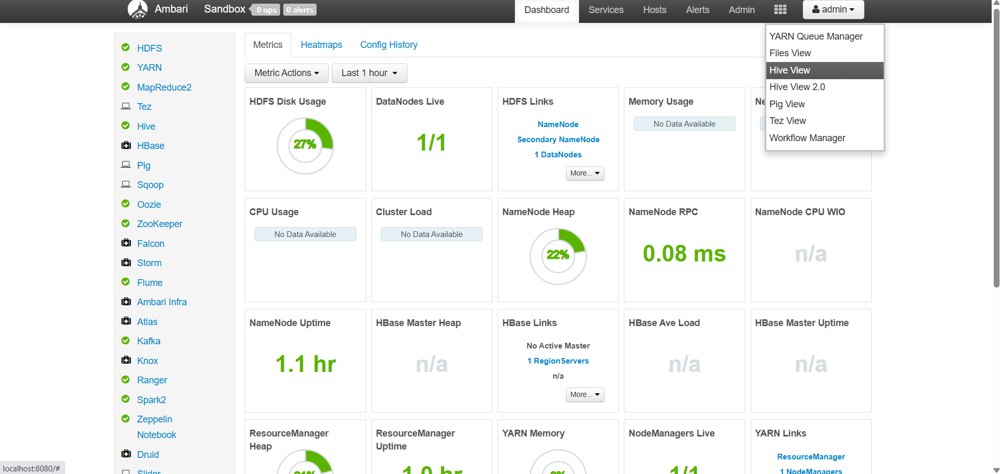 Ambari Sandbox 0 ops 0 alerts Dashboard Services Hosts Alerts Admin admin
YARN Queue Manager
Files View
Hive View
Hive View 2.0
Pig View
Tez View
Workflow Manager
HDFS
YARN
MapReduce2
Tez
Hive
HBase
Pig
Sqoop
Oozie
ZooKeeper
Falcon
Storm
Flume
Ambari Infra
Atlas
Kafka
Knox
Ranger
Spark2
Zeppelin
Notebook
Druid
Slider
Metrics Heatmaps Config History
Metric Actions Last 1 hour
HDFS Disk Usage
27%
DataNodes Live
1/1
HDFS Links
NameNode
Secondary NameNode
1 DataNodes
More...
Memory Usage
No Data Available
Ne
CPU Usage
No Data Available
Cluster Load
No Data Available
NameNode Heap
22%
NameNode RPC
0.08 ms
NameNode CPU WIO
n/a
NameNode Uptime
1.1 hr
HBase Master Heap
n/a
HBase Links
No Active Master
1 RegionServers
n/a
More...
HBase Ave Load
n/a
HBase Master Uptime
n/a
ResourceManager
Heap
ResourceManager
Uptime
1.0 hr
YARN Memory
NodeManagers Live
1/1
YARN Links
ResourceManager
1 NodeManagers
localhost:8080/#